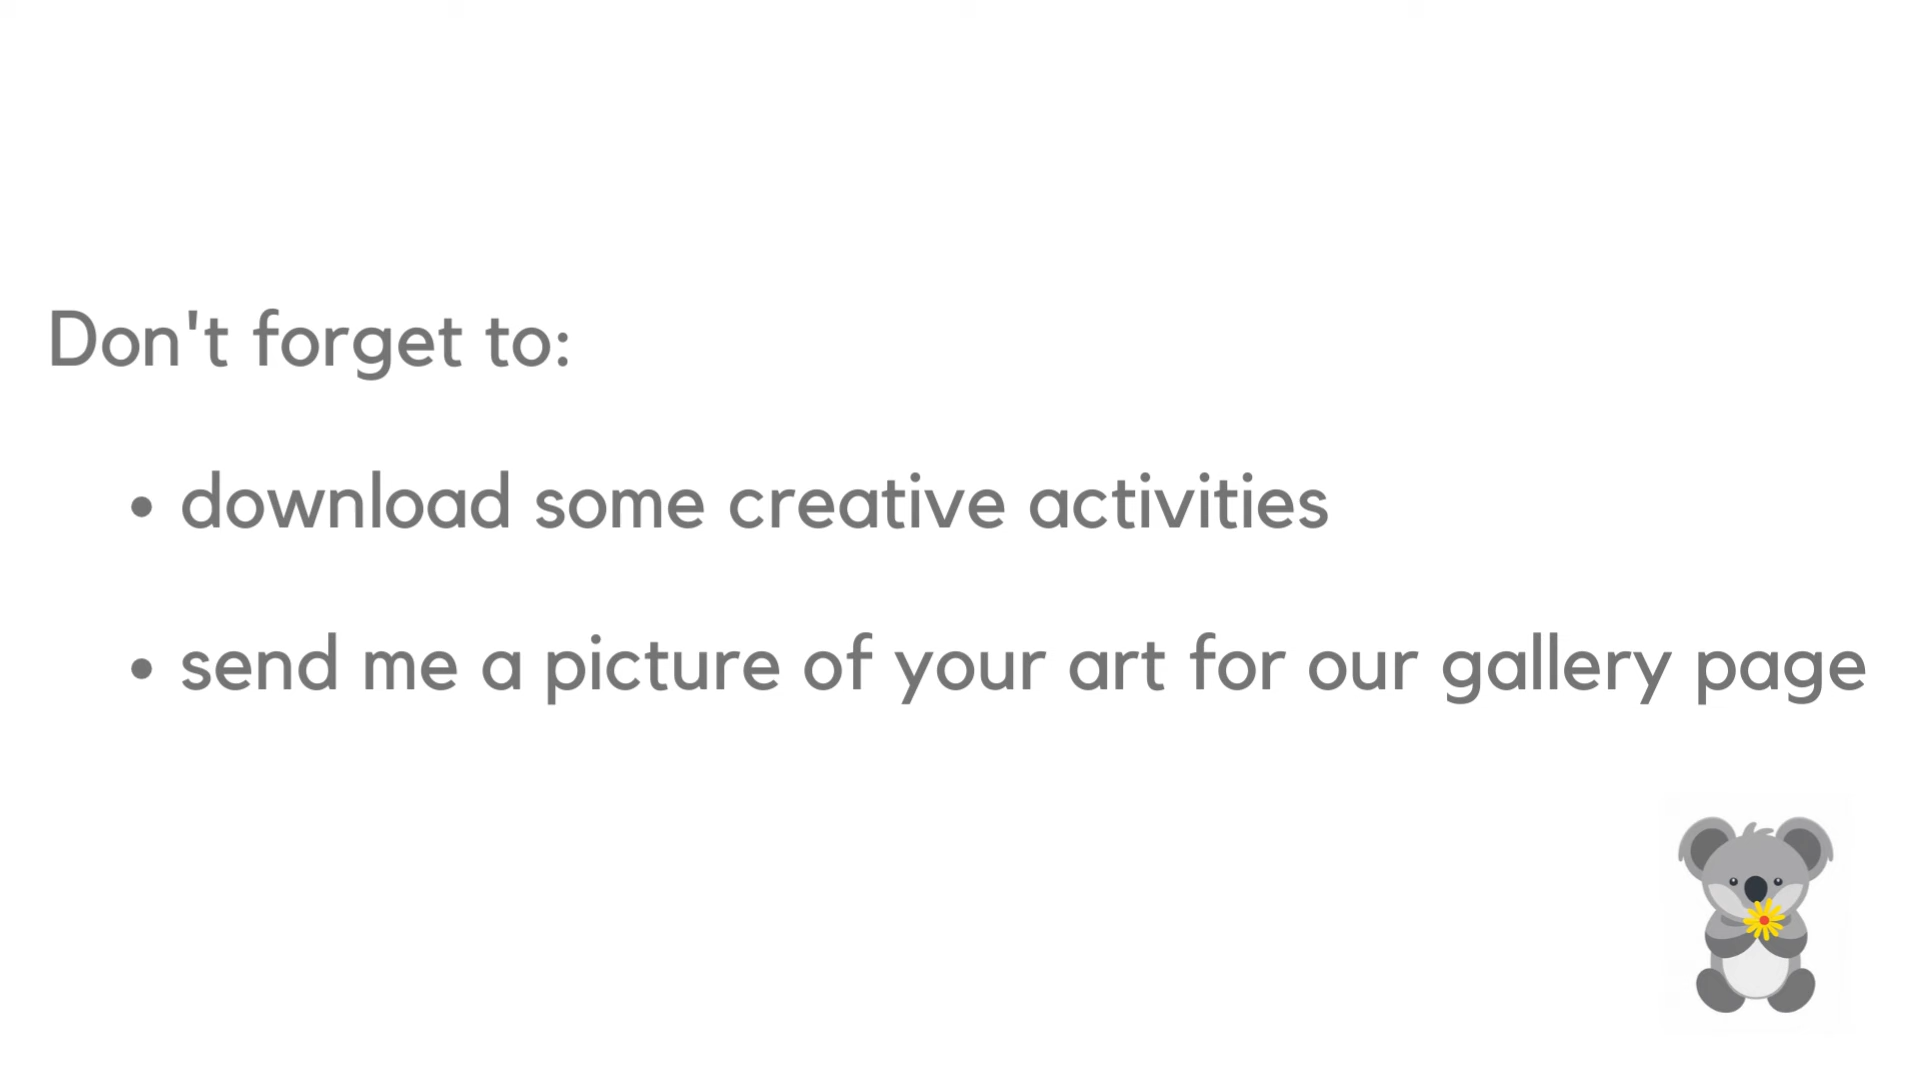 Don't forget to:
• download some creative activities
• send me a picture of your art for our gallery page